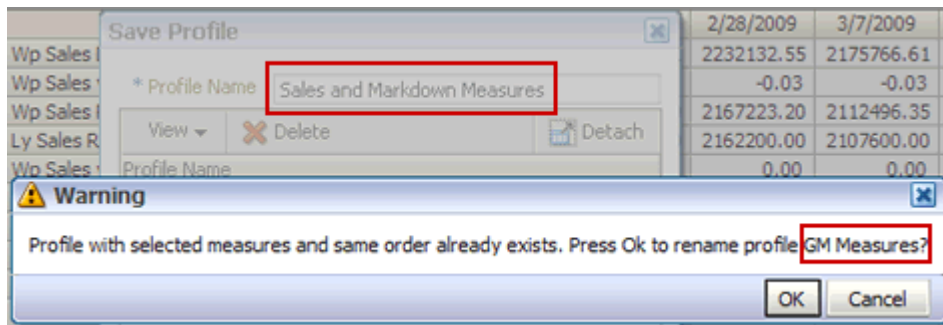 Save Profile
2/28/2009 3/7/2009
Wp Sales 2232132.55 2175766.61
Wp Sales * Profile Name Sales and Markdown Measures -0.03 -0.03
Wp Sales 2167223.20 2112496.35
Ly Sales R View Delete Detach 2162200.00 2107600.00
Wp Sales Profile Name 0.00 0.00
Warning
Profile with selected measures and same order already exists. Press Ok to rename profile GM Measures?
OK Cancel